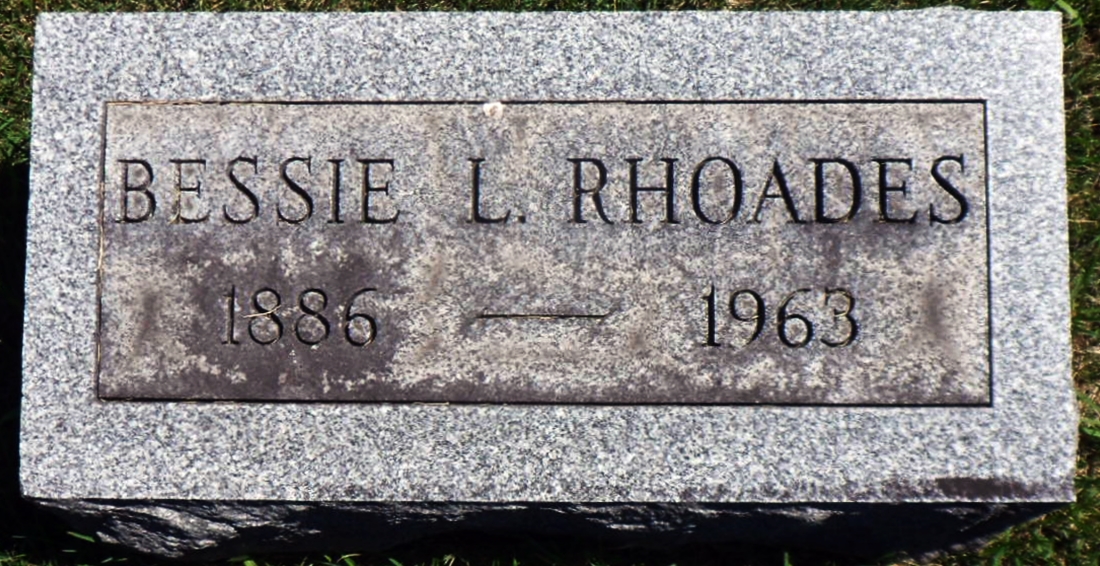 BESSIE L. RHOADES
1886 — 1963